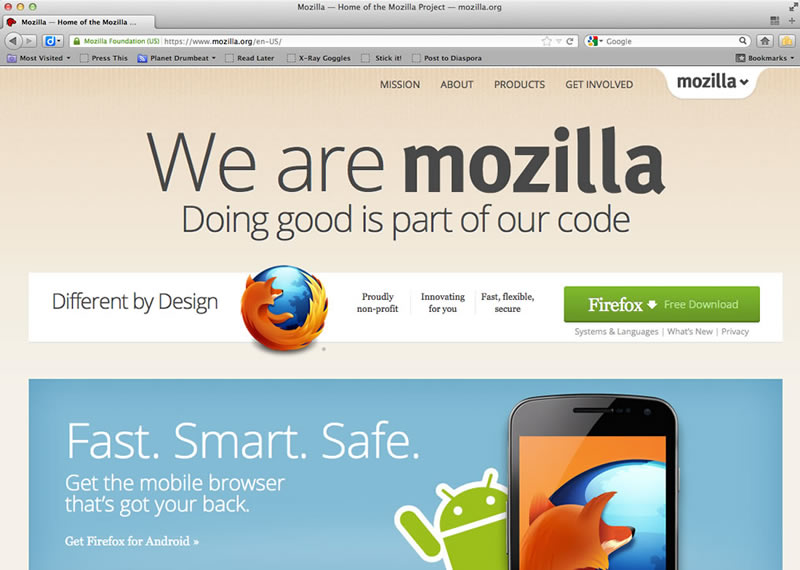 Mozilla — Home of the Mozilla Project — mozilla.org
Mozilla — Home of the Mozilla ...
Mozilla Foundation (US) https://www.mozilla.org/en-US/
Google
Most Visited Press This Planet Drumbeat Read Later X-Ray Goggles Stick it! Post to Diaspora Bookmarks
MISSION ABOUT PRODUCTS GET INVOLVED mozilla
We are mozilla
Doing good is part of our code
Different by Design
Proudly
non-profit
Innovating
for you
Fast, flexible,
secure
Firefox Free Download
Systems & Languages | What's New | Privacy
Fast. Smart. Safe.
Get the mobile browser
that's got your back.
Get Firefox for Android »